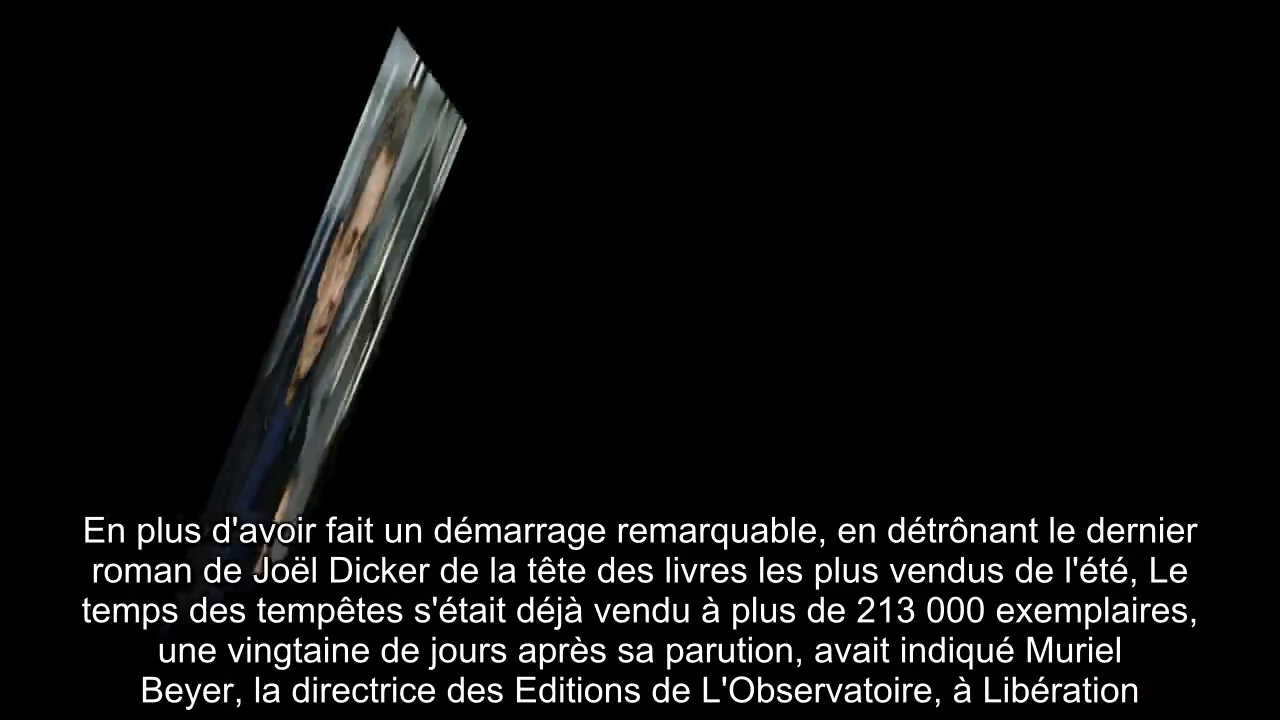 En plus d'avoir fait un démarrage remarquable, en détrônant le dernier
roman de Joël Dicker de la tête des livres les plus vendus de l'été, Le
temps des tempêtes s'était déjà vendu à plus de 213 000 exemplaires,
une vingtaine de jours après sa parution, avait indiqué Muriel
Beyer, la directrice des Editions de L'Observatoire, à Libération